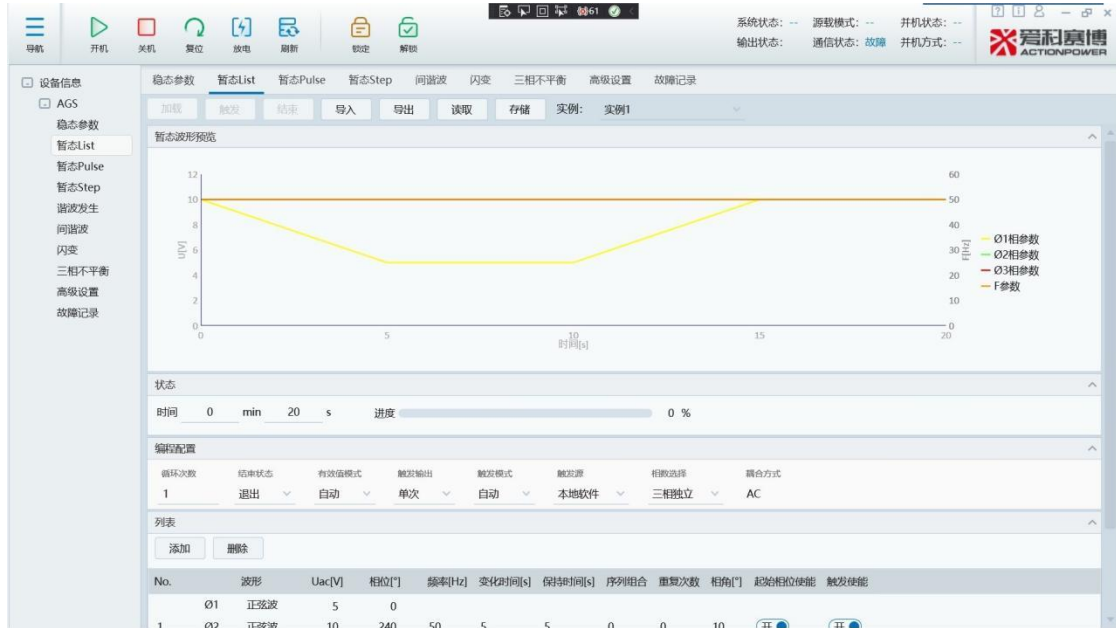 61
系统状态: -- 源载模式: -- 并机状态: --
导航 开机 关机 复位 放电 刷新 锁定 解锁
输出状态: 通信状态: 故障 并机方式: --
爱科赛博
ACTIONPOWER
设备信息
AGS
稳态参数
暂态List
暂态Pulse
暂态Step
谐波发生
间谐波
闪变
三相不平衡
高级设置
故障记录
稳态参数 暂态List 暂态Pulse 暂态Step 间谐波 闪变 三相不平衡 高级设置 故障记录
加载 触发 结束 导入 导出 读取 存储 实例: 实例1
暂态波形预览
12 60
10 50
8 40
U[V] 6 30 F[Hz]
4 20
2 10
0 0
0 5 10 15 20
时间[s]
Ø1相参数
Ø2相参数
Ø3相参数
F参数
状态
时间 0 min 20 s 进度 0 %
编程配置
循环次数 结束状态 有效值模式 触发输出 触发模式 触发源 相数选择 耦合方式
1 退出 自动 单次 自动 本地软件 三相独立 AC
列表
添加 删除
No. 波形 Uac[V] 相位[°] 频率[Hz] 变化时间[s] 保持时间[s] 序列组合 重复次数 相角[°] 起始相位使能 触发使能
Ø1 正弦波 5 0
1 Ø2 正弦波 10 240 50 5 5 0 0 10 开 开